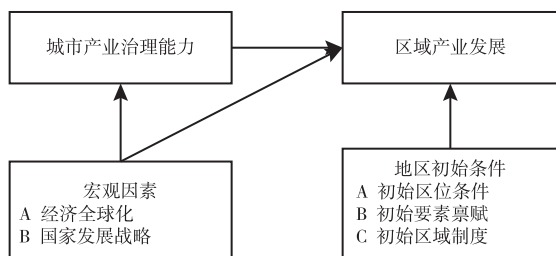 城市产业治理能力
区域产业发展
宏观因素
A 经济全球化
B 国家发展战略
地区初始条件
A 初始区位条件
B 初始要素禀赋
C 初始区域制度